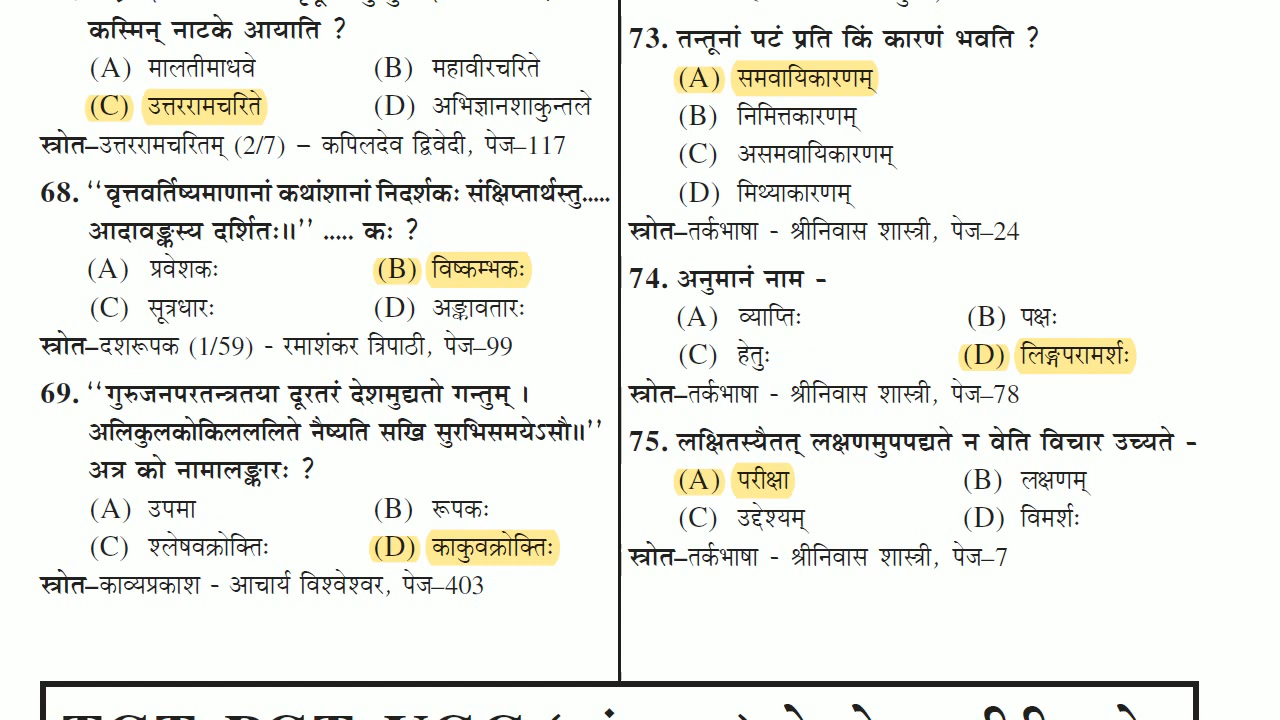 कस्मिन् नाटके आयाति ?
(A) मालतीमाधवे (B) महावीरचरिते
(C) उत्तररामचरिते (D) अभिज्ञानशाकुन्तले
स्त्रोत–उत्तररामचरितम् (2/7) – कपिलदेव द्विवेदी, पेज–117
68. ‘‘वृत्तवर्तिष्यमाणानां कथांशानां निदर्शकः संक्षिप्तार्थस्तु.....
आदावङ्कस्य दर्शितः॥’’ ..... कः ?
(A) प्रवेशकः (B) विष्कम्भकः
(C) सूत्रधारः (D) अङ्कावतारः
स्त्रोत–दशरूपक (1/59) - रमाशंकर त्रिपाठी, पेज–99
69. ‘‘गुरुजनपरतन्त्रतया दूरतरं देशमुद्यतो गन्तुम् ।
अलिकुलकोकिलललिते नैष्यति सखि सुरभिसमयेऽसौ॥’’
अत्र को नामालङ्कारः ?
(A) उपमा (B) रूपकः
(C) श्लेषवक्रोक्तिः (D) काकुवक्रोक्तिः
स्त्रोत–काव्यप्रकाश - आचार्य विश्वेश्वर, पेज–403
73. तन्तूनां पटं प्रति किं कारणं भवति ?
(A) समवायिकारणम्
(B) निमित्तकारणम्
(C) असमवायिकारणम्
(D) मिथ्याकारणम्
स्त्रोत–तर्कभाषा - श्रीनिवास शास्त्री, पेज–24
74. अनुमानं नाम –
(A) व्याप्तिः (B) पक्षः
(C) हेतुः (D) लिङ्गपरामर्शः
स्त्रोत–तर्कभाषा - श्रीनिवास शास्त्री, पेज–78
75. लक्षितस्यैतत् लक्षणमुपपद्यते न वेति विचार उच्यते –
(A) परीक्षा (B) लक्षणम्
(C) उद्देश्यम् (D) विमर्शः
स्त्रोत–तर्कभाषा - श्रीनिवास शास्त्री, पेज–7